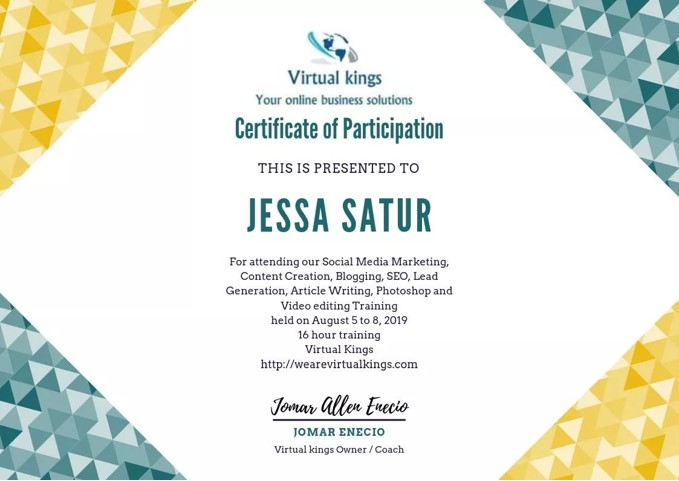 Virtual kings
Your online business solutions
Certificate of Participation
THIS IS PRESENTED TO
JESSA SATUR
For attending our Social Media Marketing,
Content Creation, Blogging, SEO, Lead
Generation, Article Writing, Photoshop and
Video editing Training
held on August 5 to 8, 2019
16 hour training
Virtual Kings
http://wearevirtualkings.com
Jomar Allen Enecio
JOMAR ENECIO
Virtual kings Owner / Coach